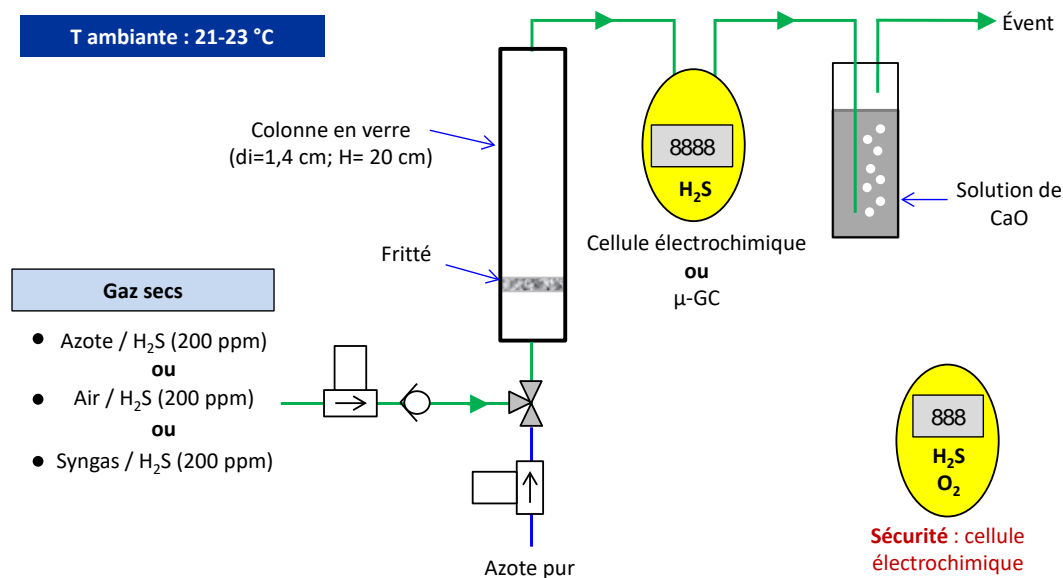 T ambiante : 21-23 °C
Évent
Colonne en verre
(di=1,4 cm; H= 20 cm)
8888
H₂S
Solution de
CaO
Cellule électrochimique
ou
µ-GC
Fritté
Gaz secs
● Azote / H₂S (200 ppm)
ou
● Air / H₂S (200 ppm)
ou
● Syngas / H₂S (200 ppm)
888
H₂S
O₂
Sécurité : cellule
électrochimique
Azote pur